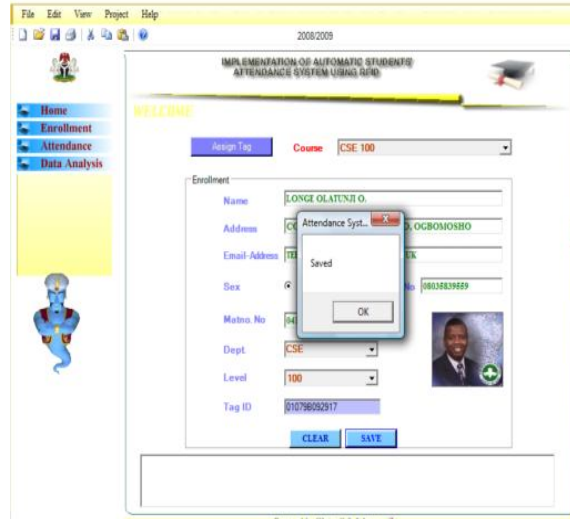 File Edit View Project Help
2008/2009
IMPLEMENTATION OF AUTOMATIC STUDENTS'
ATTENDANCE SYSTEM USING RFID
WELCOME
Home
Enrollment
Attendance
Data Analysis
Assign Tag Course CSE 100
Enrollment
Name LONGE OLATUNJI O.
Address OGBOMOSHO
Email-Address
Sex No 08035839559
Matno. No
Dept CSE
Level 100
Tag ID 01079B092917
CLEAR SAVE
Attendance Syst...
Saved
OK